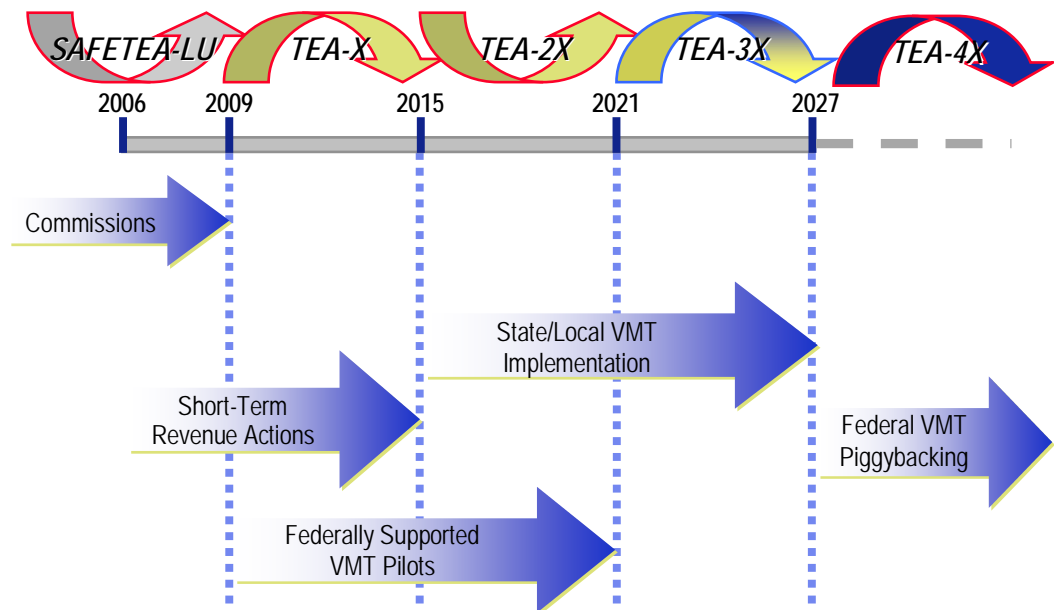 SAFETEA-LU
TEA-X
TEA-2X
TEA-3X
TEA-4X
2006
2009
2015
2021
2027
Commissions
State/Local VMT
Implementation
Short-Term
Revenue Actions
Federal VMT
Piggybacking
Federally Supported
VMT Pilots